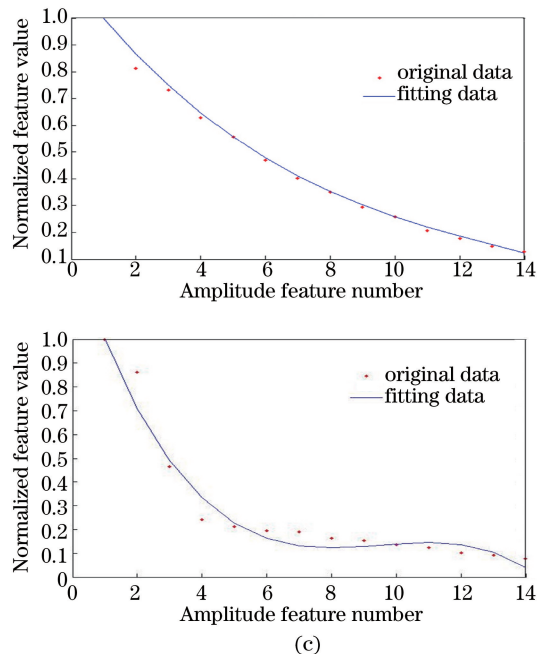 Normalized feature value
1.0
0.9
0.8
0.7
0.6
0.5
0.4
0.3
0.2
0.1
original data
fitting data
0 2 4 6 8 10 12 14
Amplitude feature number
Normalized feature value
1.0
0.9
0.8
0.7
0.6
0.5
0.4
0.3
0.2
0.1
0
original data
fitting data
0 2 4 6 8 10 12 14
Amplitude feature number
(c)